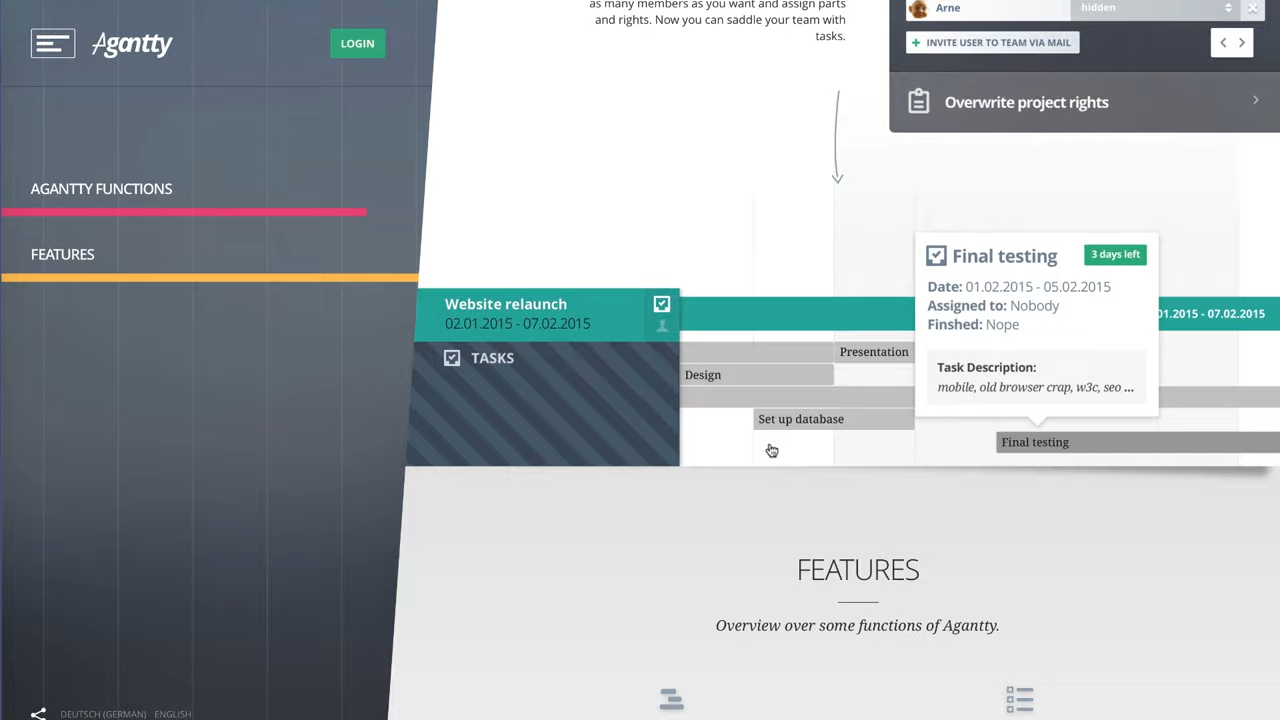 Agantty
LOGIN
AGANTTY FUNCTIONS
FEATURES
DEUTSCH (GERMAN) ENGLISH
as many members as you want and assign parts
and rights. Now you can saddle your team with
tasks.
Arne
hidden
+ INVITE USER TO TEAM VIA MAIL
Overwrite project rights
Website relaunch
02.01.2015 - 07.02.2015
TASKS
01.2015 - 07.02.2015
Presentation
Design
Set up database
Final testing
Final testing
3 days left
Date: 01.02.2015 - 05.02.2015
Assigned to: Nobody
Finshed: Nope
Task Description:
mobile, old browser crap, w3c, seo ...
FEATURES
Overview over some functions of Agantty.